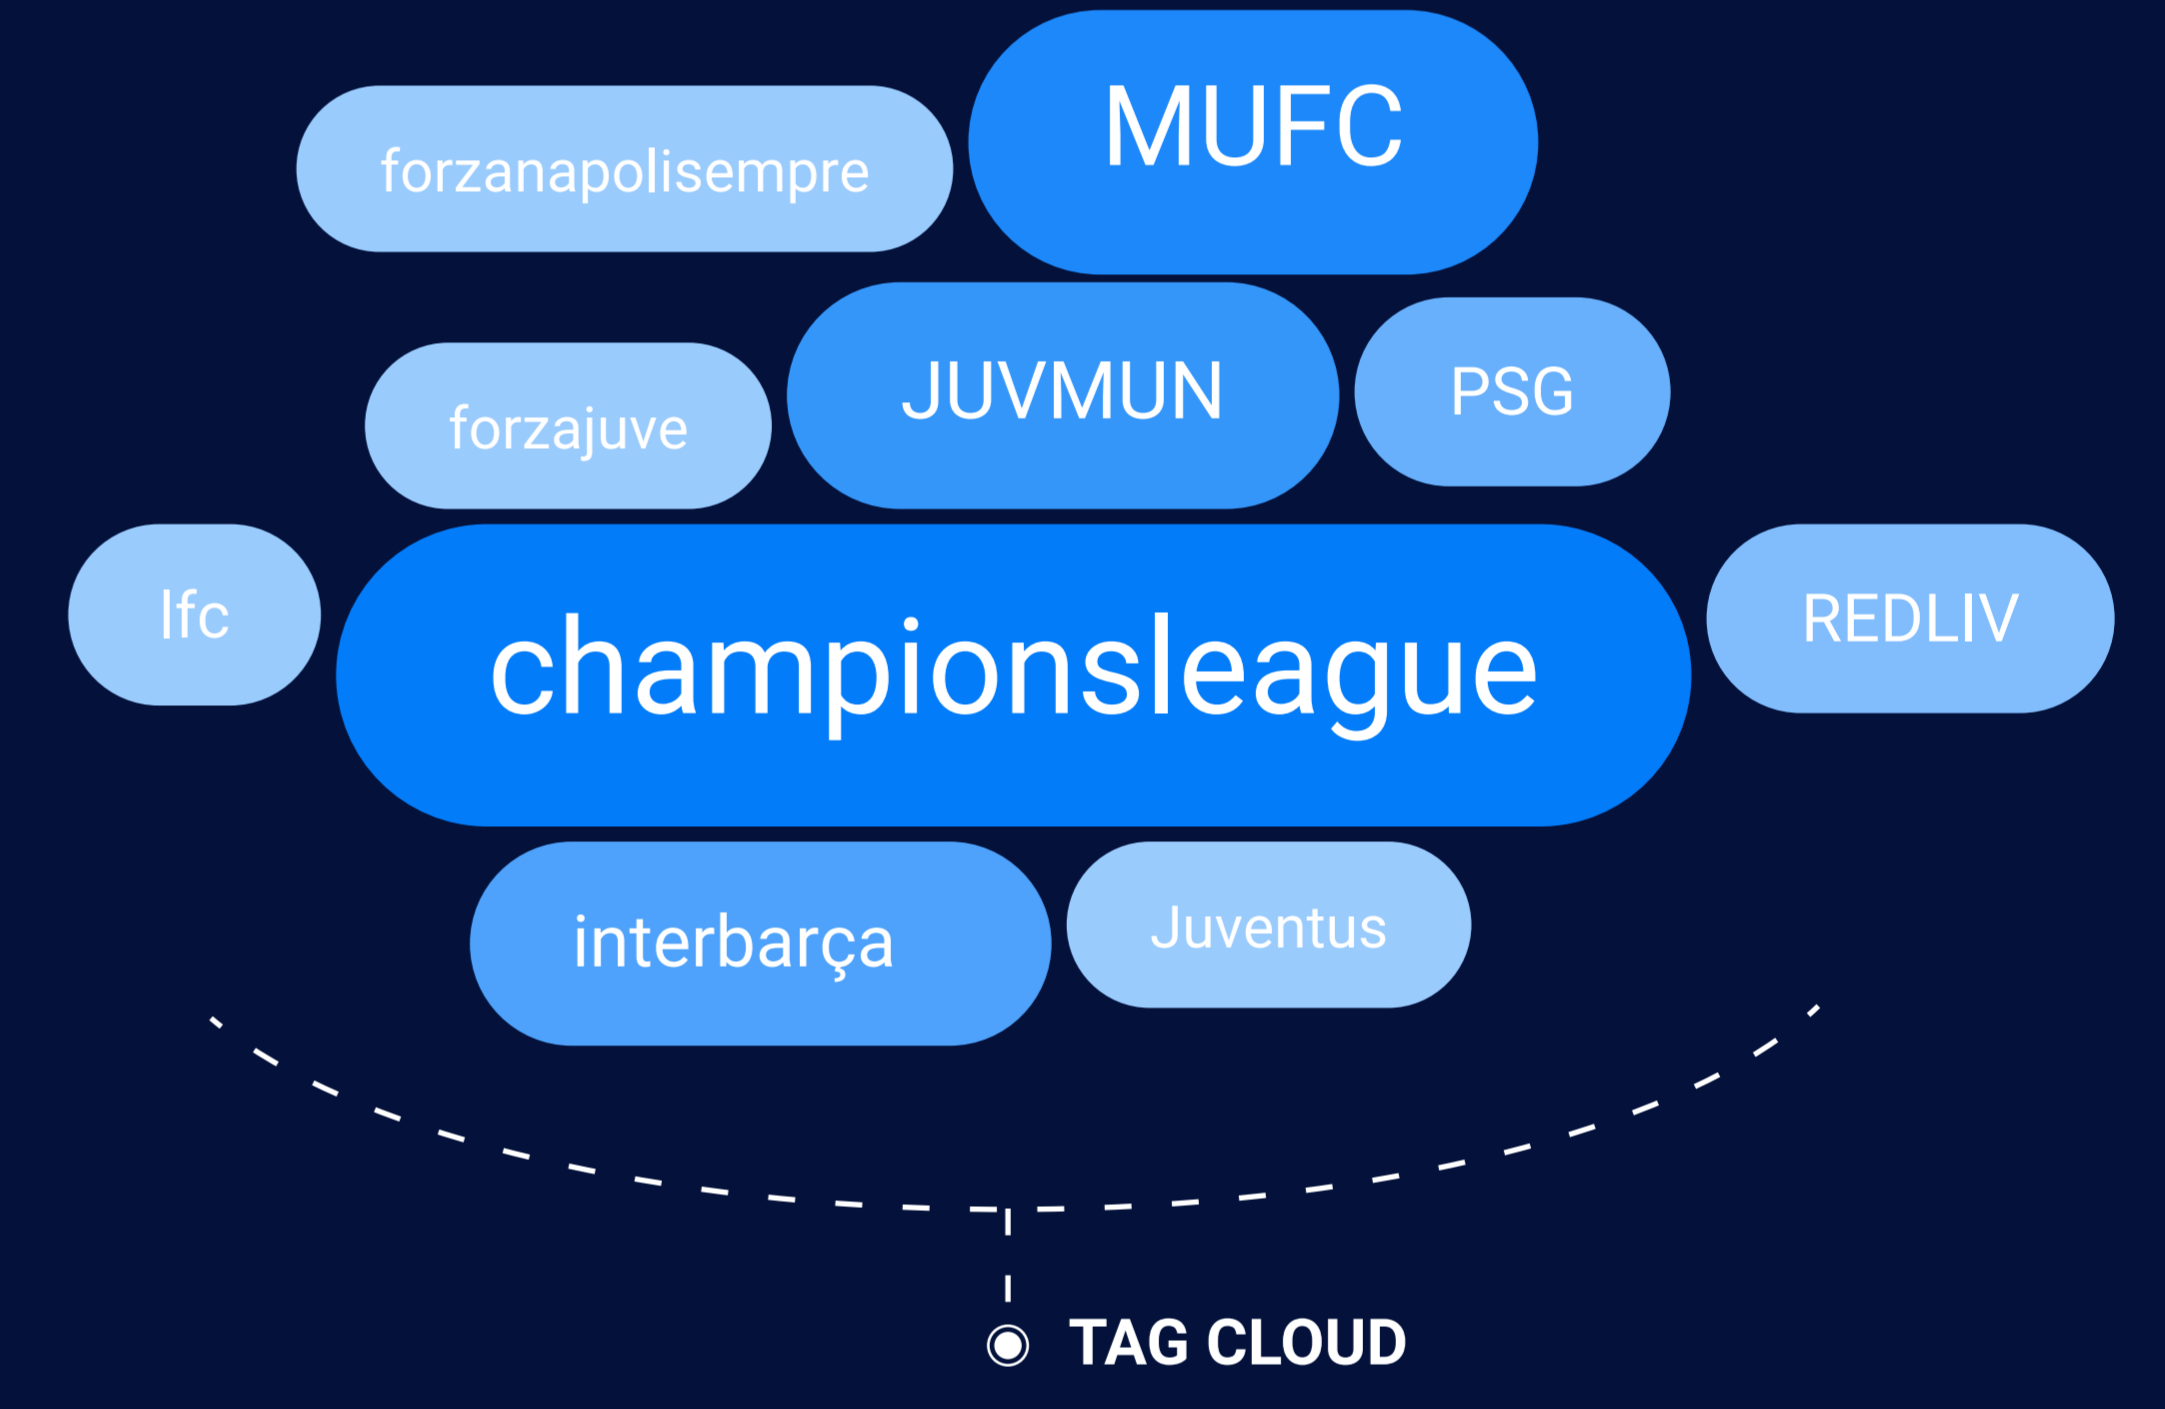 MUFC
forzanapolisempre
JUVMUN
PSG
forzajuve
lfc
championsleague
REDLIV
interbarça
Juventus
TAG CLOUD